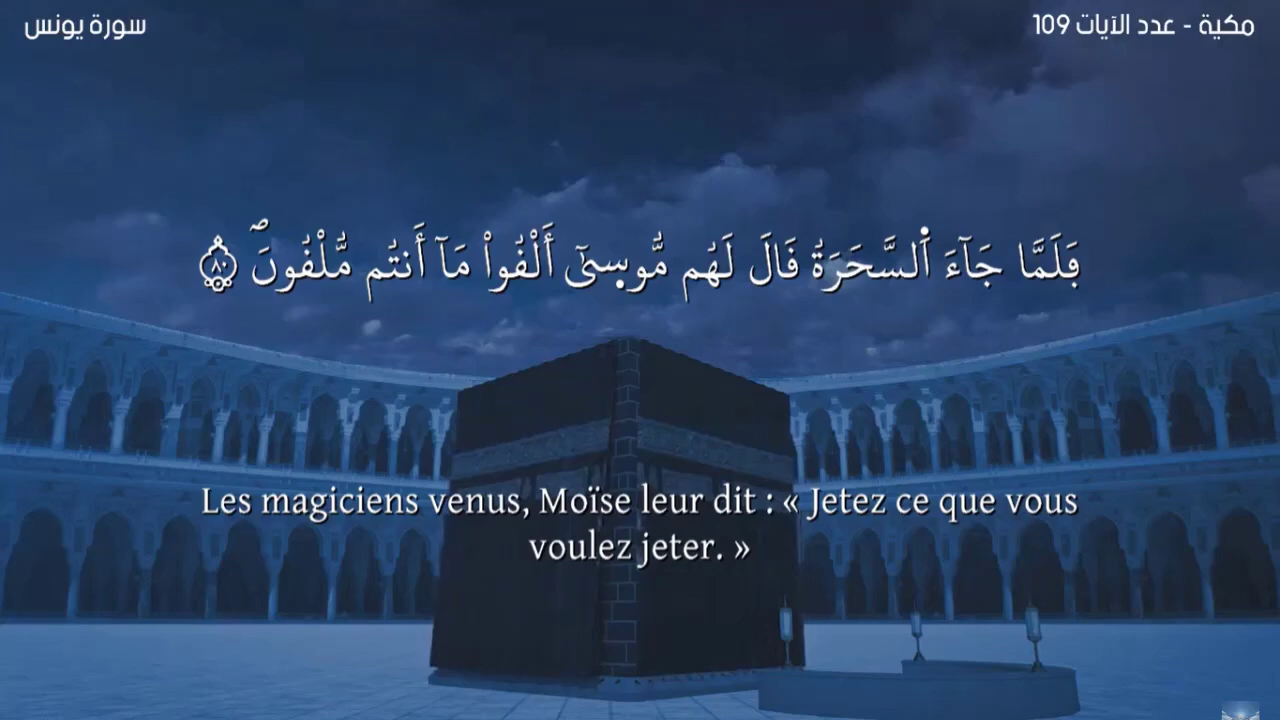 مكية - عدد الآيات 109
سورة يونس
فَلَمَّا جَآءَ اَ۬لسَّحَرَةُ قَالَ لَهُم مُّوس۪يٰٓ أَلْقُواْ مَآ أَنتُم مُّلْقُونَۖ ٨٠
Les magiciens venus, Moïse leur dit : « Jetez ce que vous
voulez jeter. »